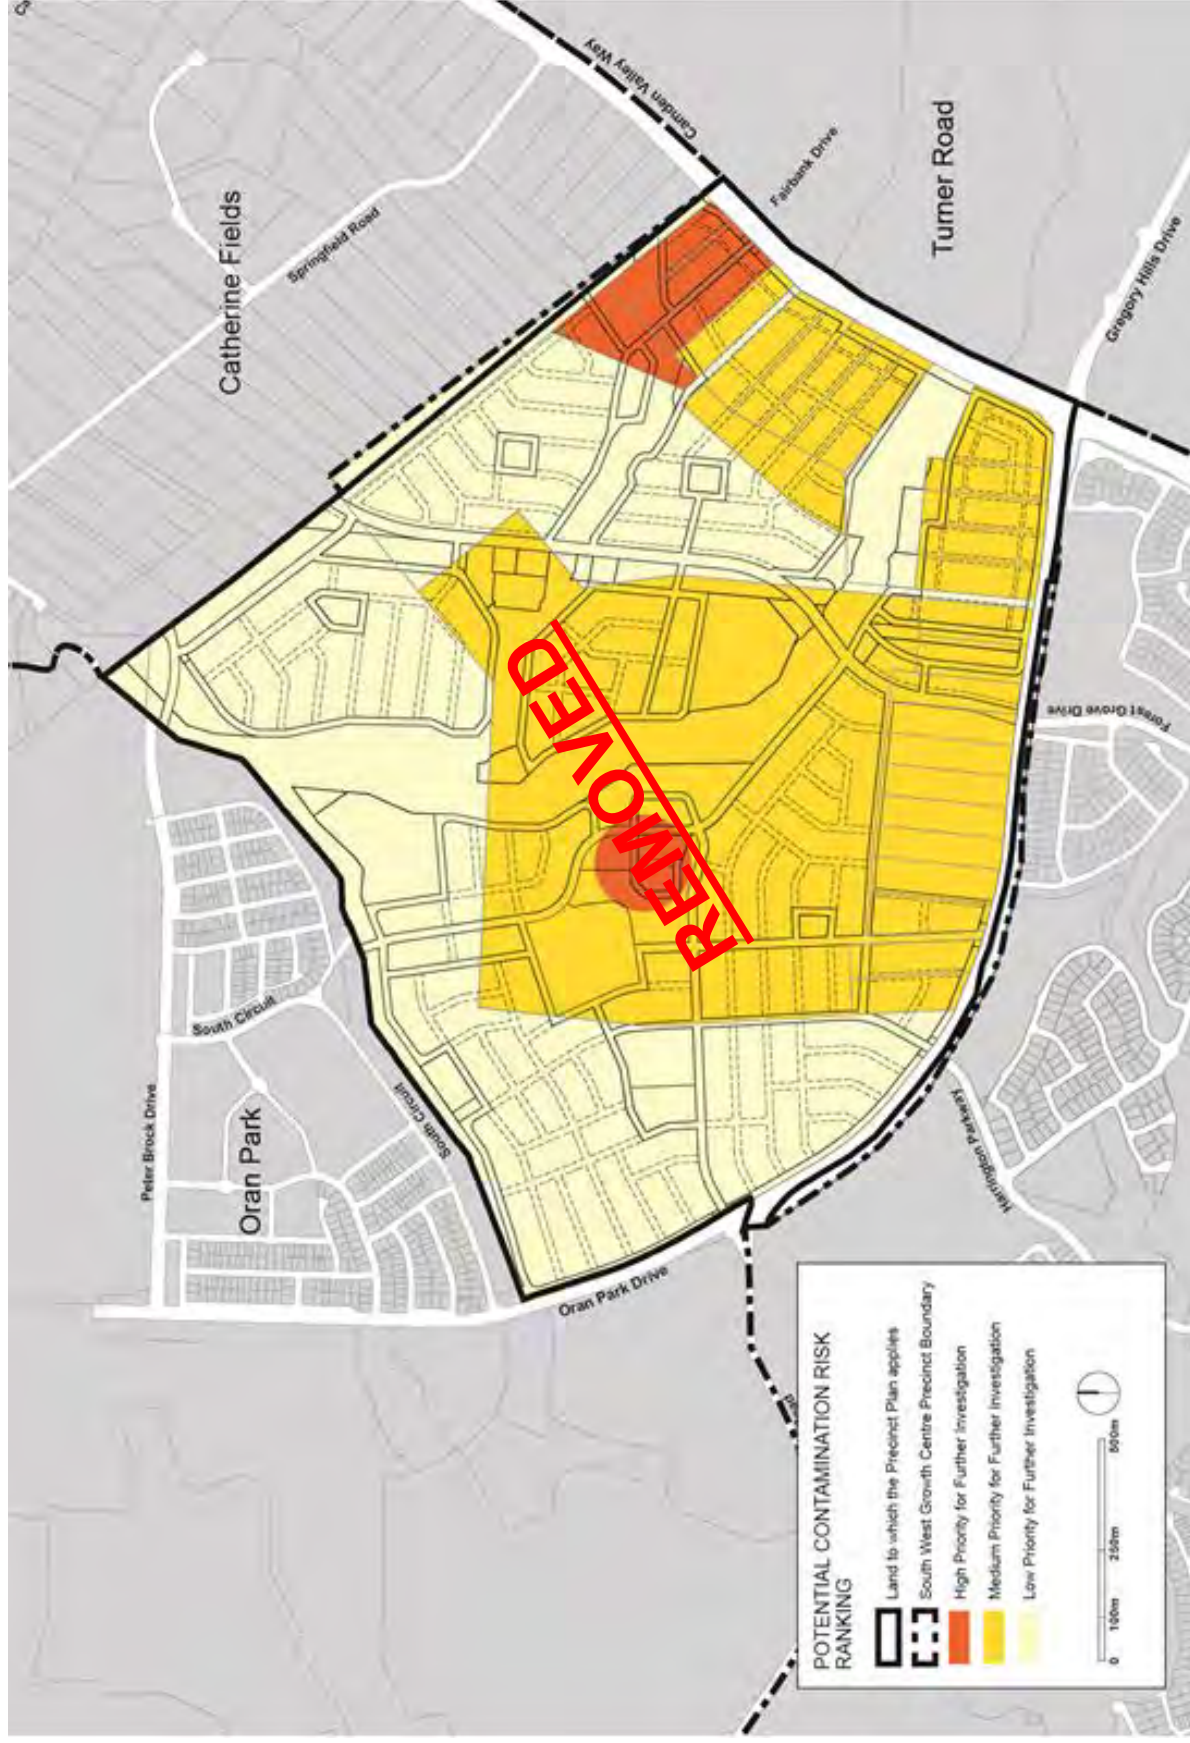 Camden Valley Way
Fairbank Drive
Turner Road
Catherine Fields
Springfield Road
Gregory Hills Drive
REMOVED
Forest Grove Drive
South Circuit
Peter Brock Drive
Oran Park
South Circuit
Harrington Parkway
Oran Park Drive
POTENTIAL CONTAMINATION RISK
RANKING
Land to which the Precinct Plan applies
South West Growth Centre Precinct Boundary
High Priority for Further Investigation
Medium Priority for Further Investigation
Low Priority for Further Investigation
0 100m 250m 500m